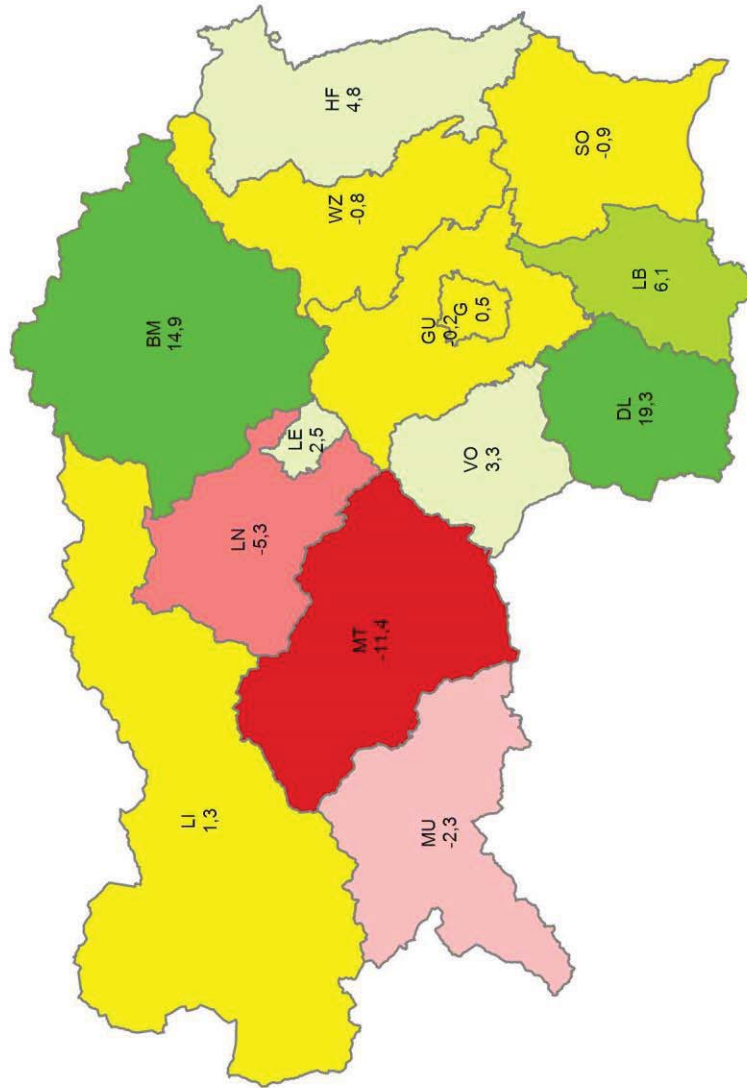 BM
14,9
HF
4,8
WZ
-0,8
SO
-0,9
LE
2,5
LN
-5,3
GU
-0,2
G
0,5
LB
6,1
LI
1,3
MT
-11,4
VO
3,3
DL
19,3
MU
-2,3